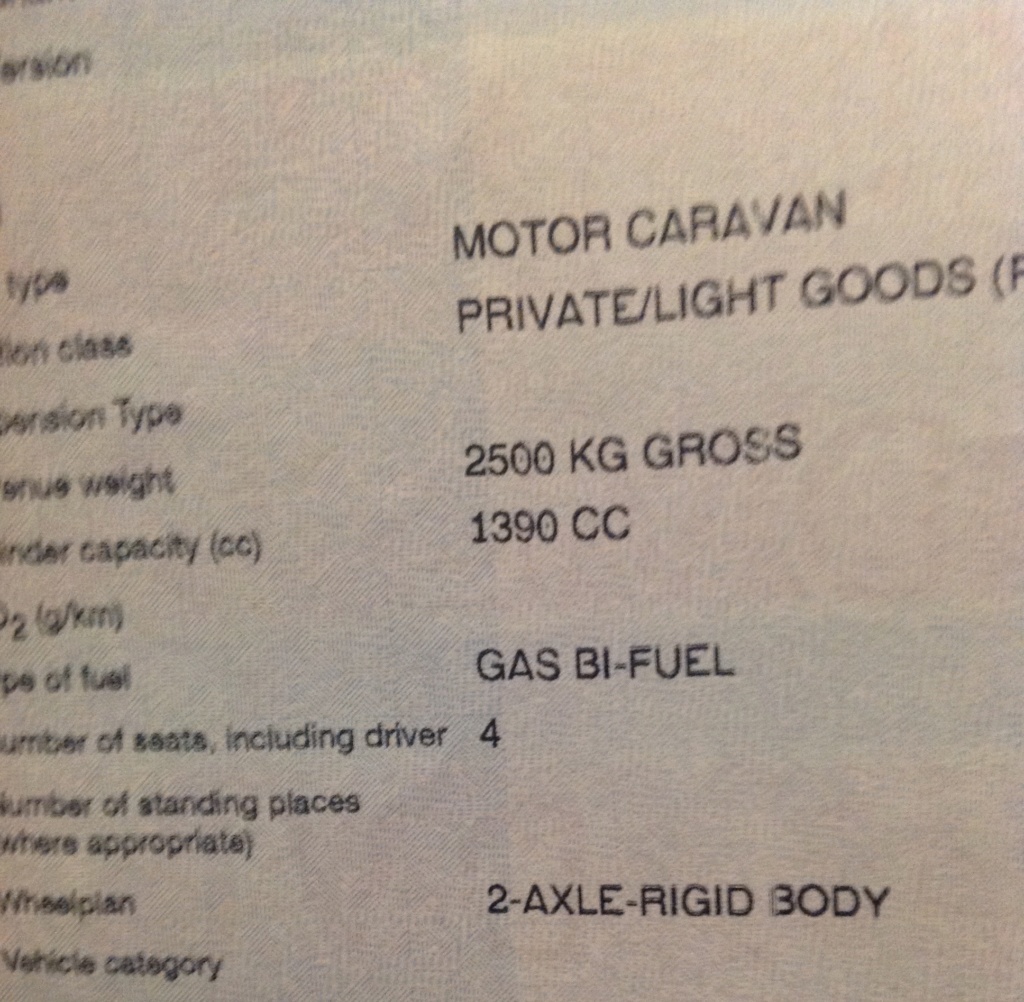 ersion
MOTOR CARAVAN
type
PRIVATE/LIGHT GOODS (P
tion class
pension Type
2500 KG GROSS
enue weight
1390 CC
inder capacity (cc)
O2 (g/km)
GAS BI-FUEL
pe of fuel
umber of seats, including driver 4
Number of standing places
where appropriate)
Wheelplan 2-AXLE-RIGID BODY
Vehicle category